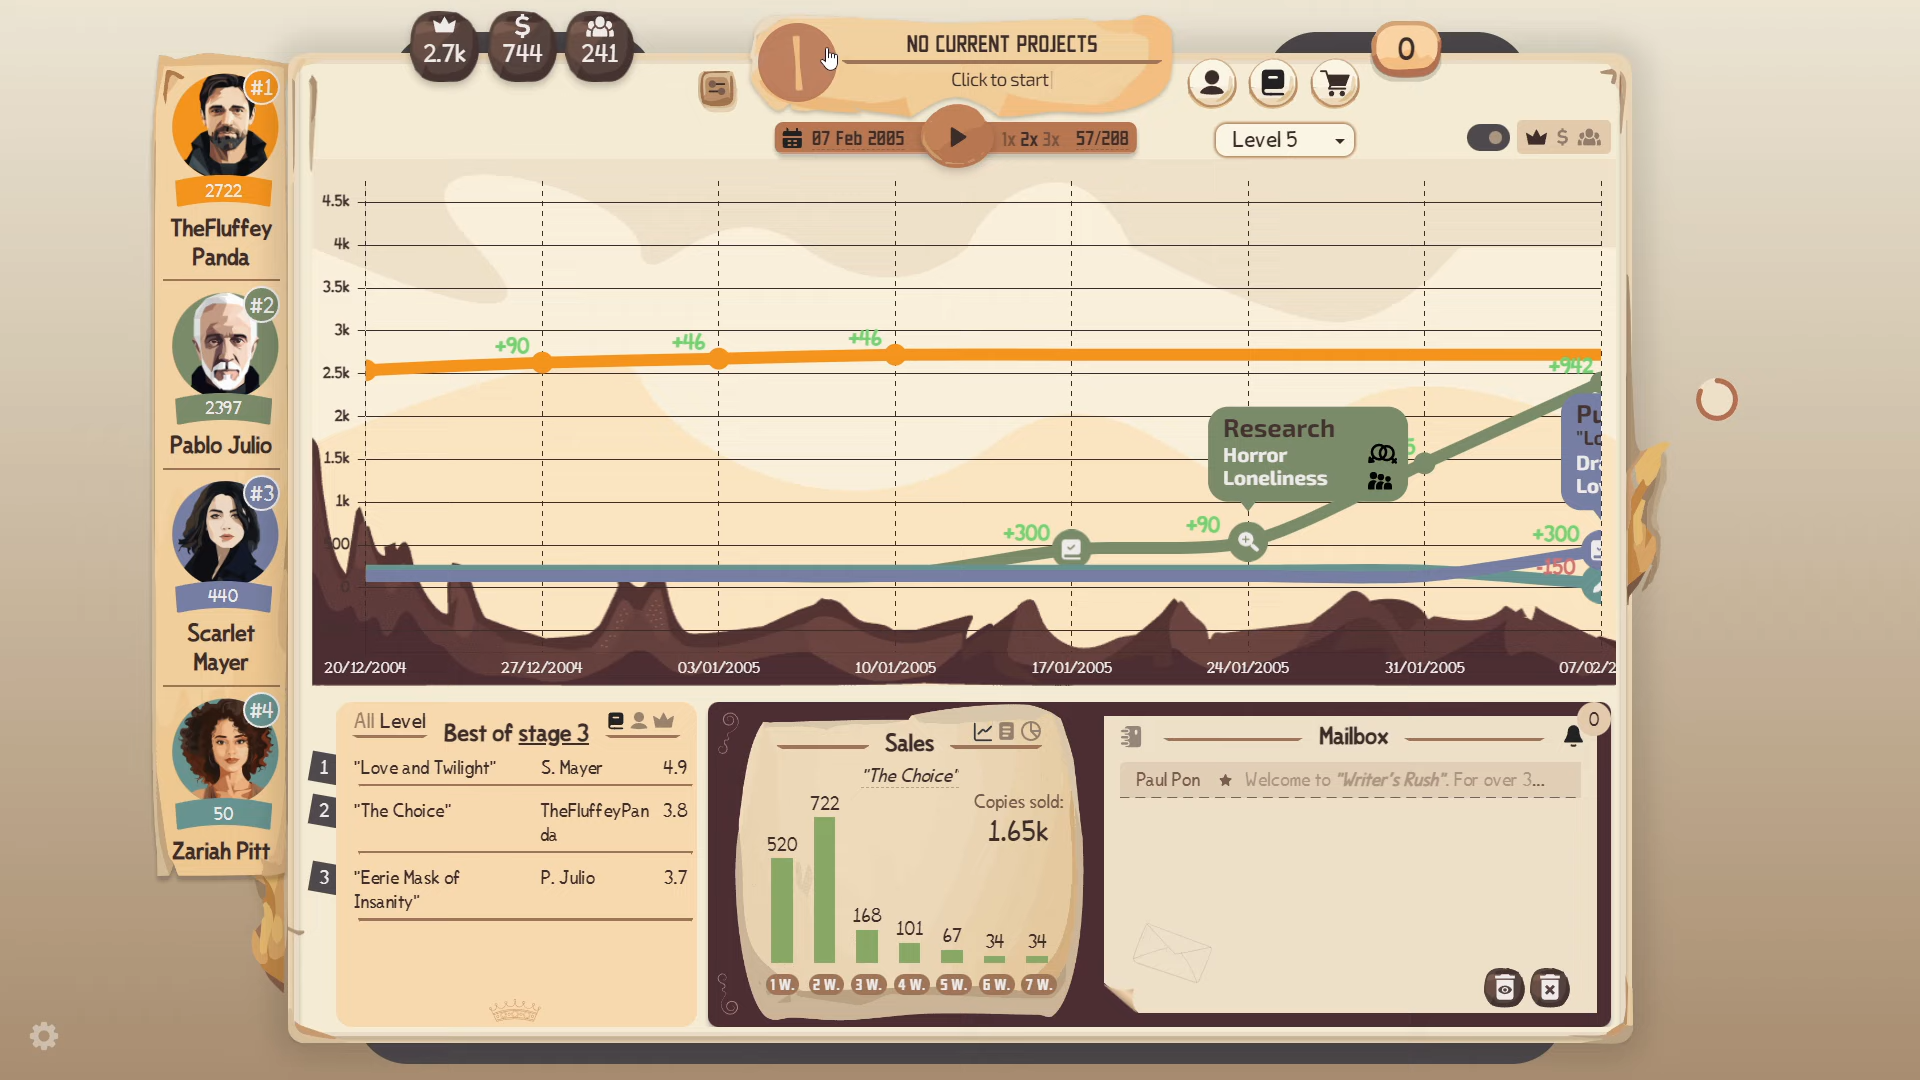 2.7k
744
241
NO CURRENT PROJECTS
Click to start
0
07 Feb 2005
1x 2x 3x
57/208
Level 5
#1
2722
TheFluffey
Panda
#2
2397
Pablo Julio
#3
440
Scarlet
Mayer
#4
50
Zariah Pitt
4.5k
4k
3.5k
3k
2.5k
2k
1.5k
1k
0
+90
+46
+46
+300
+90
+942
+300
-150
Research
Horror
Loneliness
20/12/2004
27/12/2004
03/01/2005
10/01/2005
17/01/2005
24/01/2005
31/01/2005
07/02/2
All Level
Best of stage 3
1 "Love and Twilight" S. Mayer 4.9
2 "The Choice" TheFluffeyPan 3.8
da
3 "Eerie Mask of P. Julio 3.7
Insanity"
Sales
"The Choice"
Copies sold:
1.65k
520
722
168
101
67
34
34
1 W.
2 W.
3 W.
4 W.
5 W.
6 W.
7 W.
Mailbox
0
Paul Pon ★ Welcome to "Writer's Rush". For over 3...